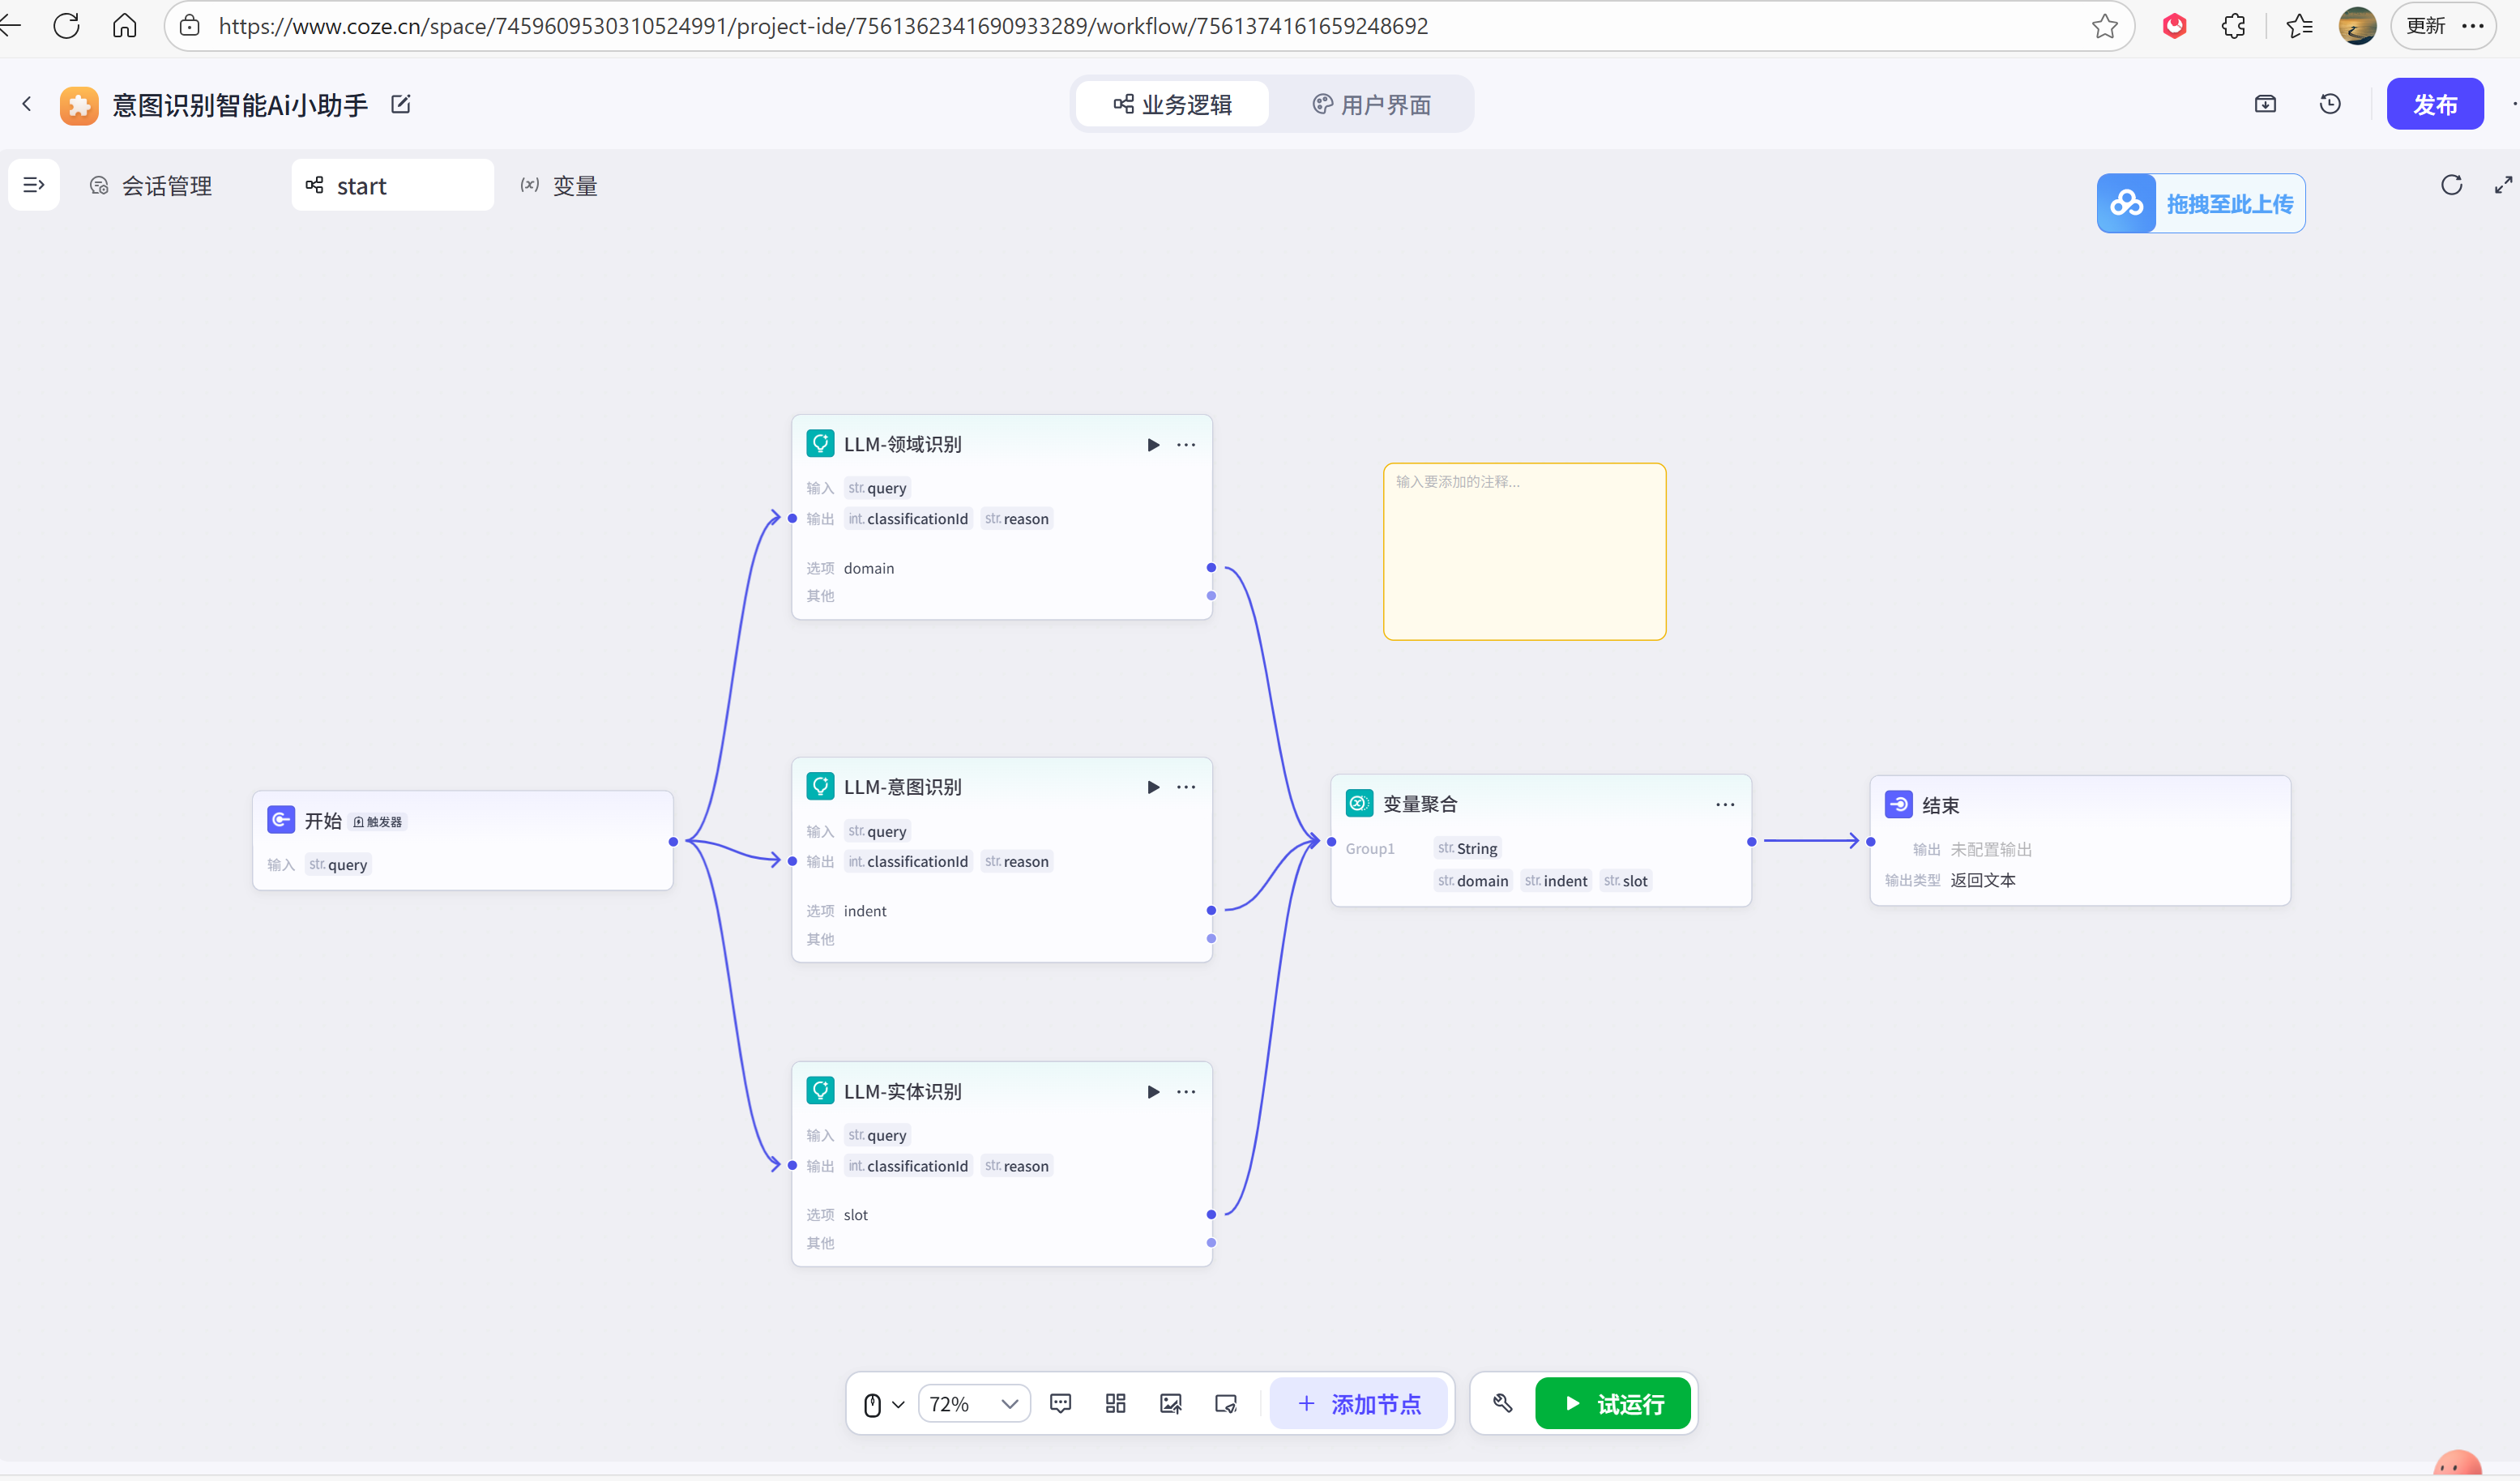 https://www.coze.cn/space/7459609530310524991/project-ide/7561362341690933289/workflow/7561374161659248692
更新
意图识别智能Ai小助手
业务逻辑
用户界面
发布
会话管理
start
(x) 变量
拖拽至此上传
LLM-领域识别
输入 str. query
输出 int. classificationId str. reason
选项 domain
其他
输入要添加的注释...
LLM-意图识别
输入 str. query
输出 int. classificationId str. reason
选项 indent
其他
开始 触发器
输入 str. query
变量聚合
Group1 str. String
str. domain str. indent str. slot
结束
输出 未配置输出
输出类型 返回文本
LLM-实体识别
输入 str. query
输出 int. classificationId str. reason
选项 slot
其他
72%
添加节点
试运行